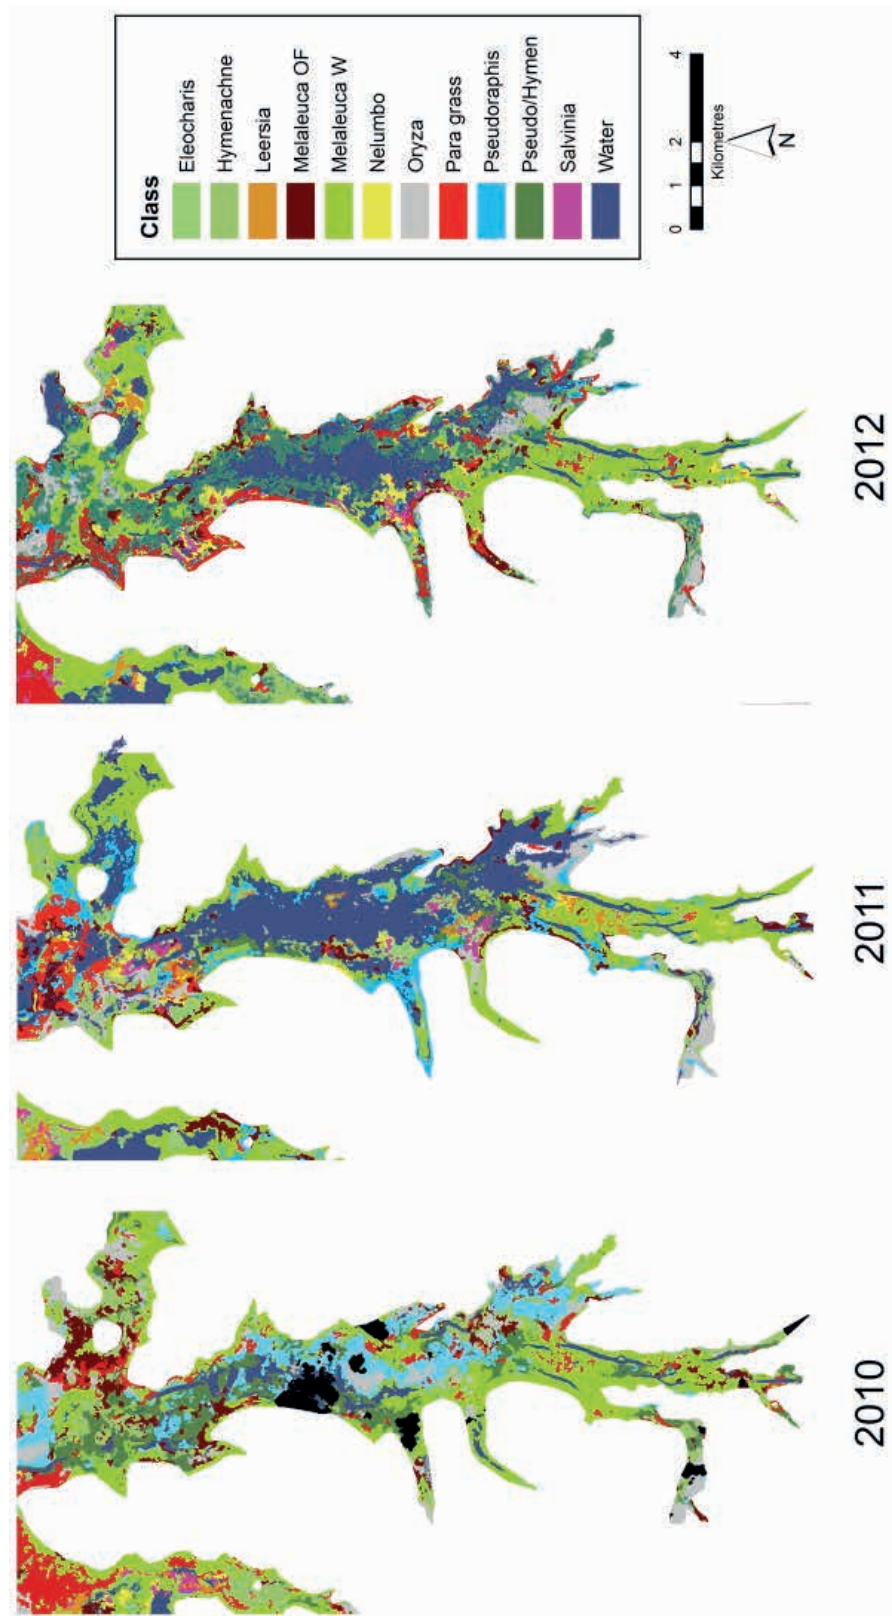 2010
2011
2012
Class
Eleocharis
Hymenachne
Leersia
Melaleuca OF
Melaleuca W
Nelumbo
Oryza
Para grass
Pseudoraphis
Pseudo/Hymen
Salvinia
Water
0 1 2 4
Kilometres
N